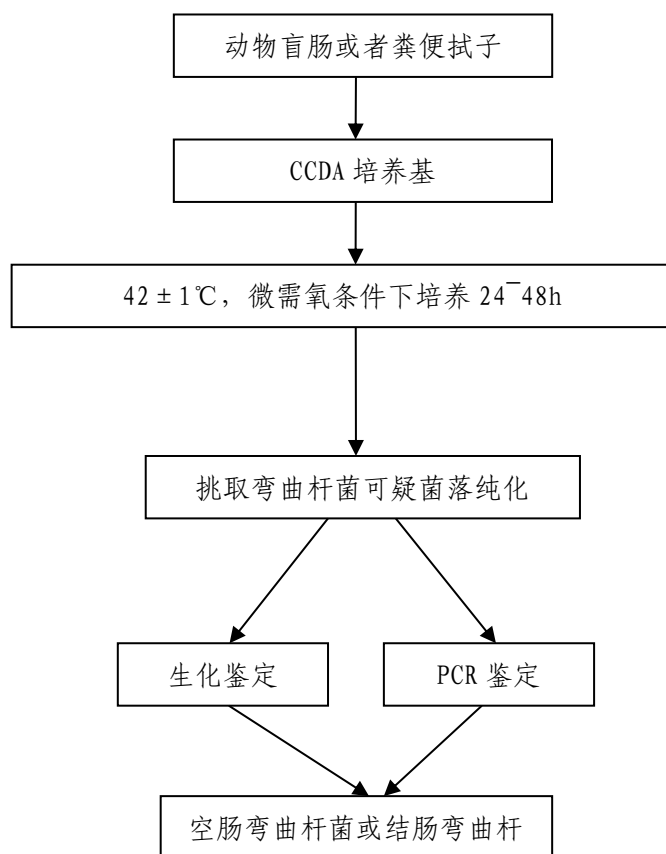 动物盲肠或者粪便拭子
CCDA 培养基
42±1℃，微需氧条件下培养 24‾48h
挑取弯曲杆菌可疑菌落纯化
生化鉴定
PCR 鉴定
空肠弯曲杆菌或结肠弯曲杆